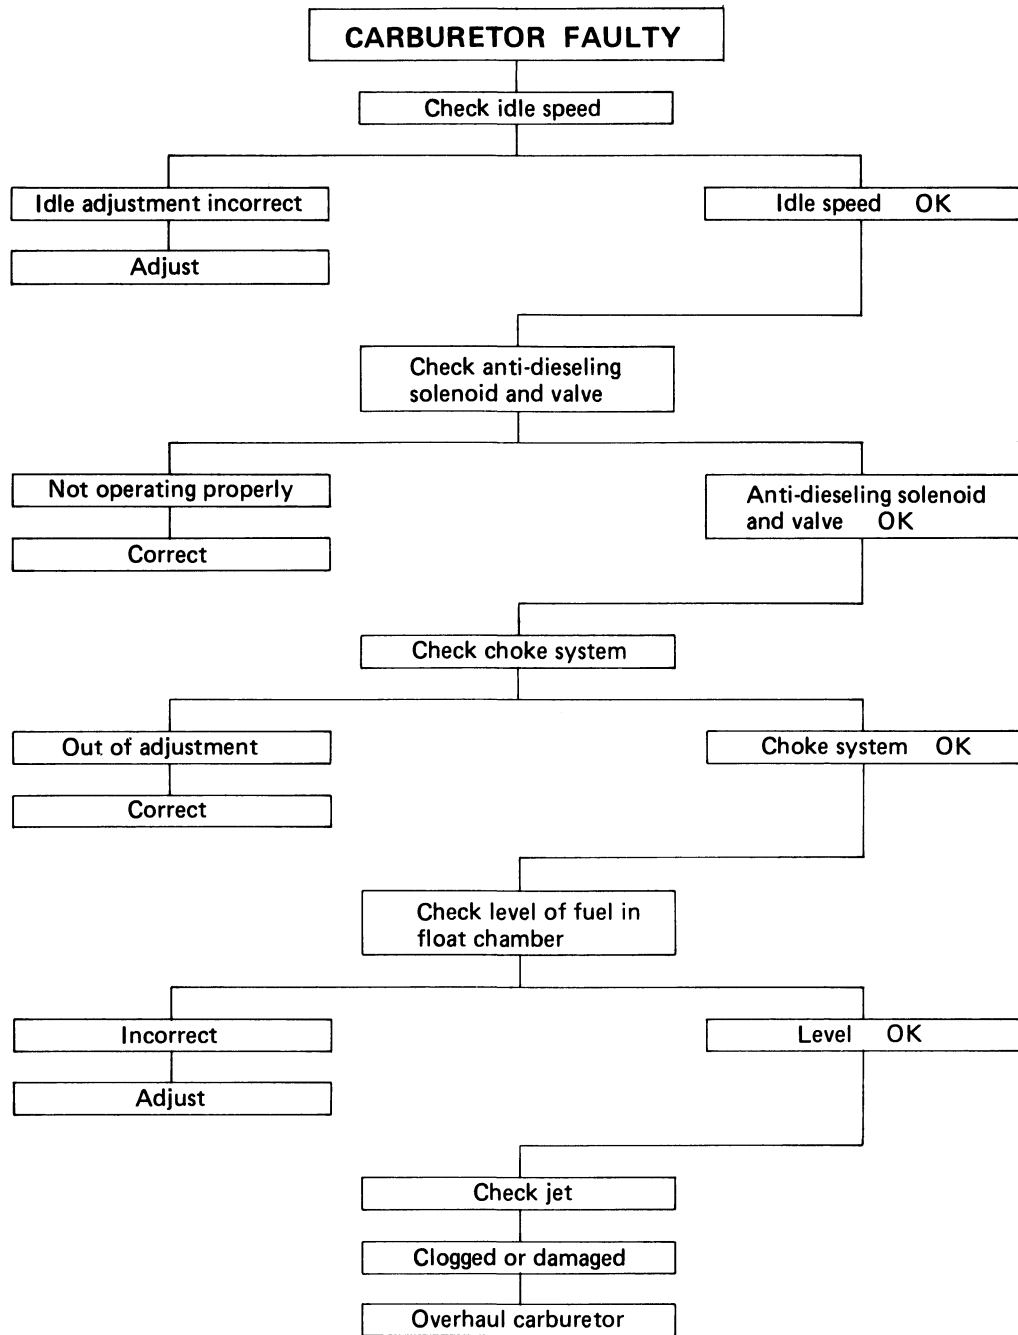 CARBURETOR FAULTY
Check idle speed
Idle adjustment incorrect
Idle speed OK
Adjust
Check anti-dieseling
solenoid and valve
Not operating properly
Anti-dieseling solenoid
and valve OK
Correct
Check choke system
Out of adjustment
Choke system OK
Correct
Check level of fuel in
float chamber
Incorrect
Level OK
Adjust
Check jet
Clogged or damaged
Overhaul carburetor